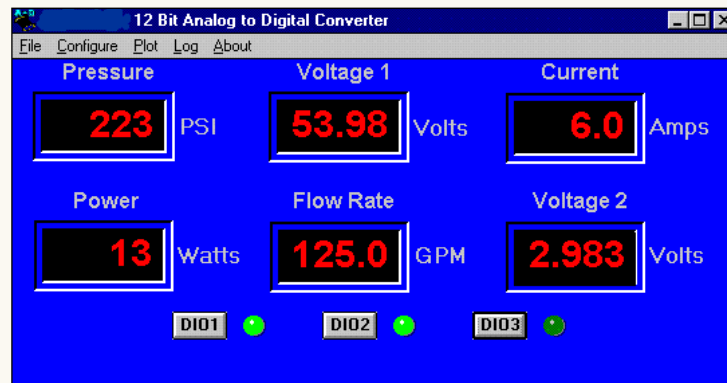 12 Bit Analog to Digital Converter
File Configure Plot Log About
Pressure Voltage 1 Current
223 PSI 53.98 Volts 6.0 Amps
Power Flow Rate Voltage 2
13 Watts 125.0 GPM 2.983 Volts
DIO1 DIO2 DIO3